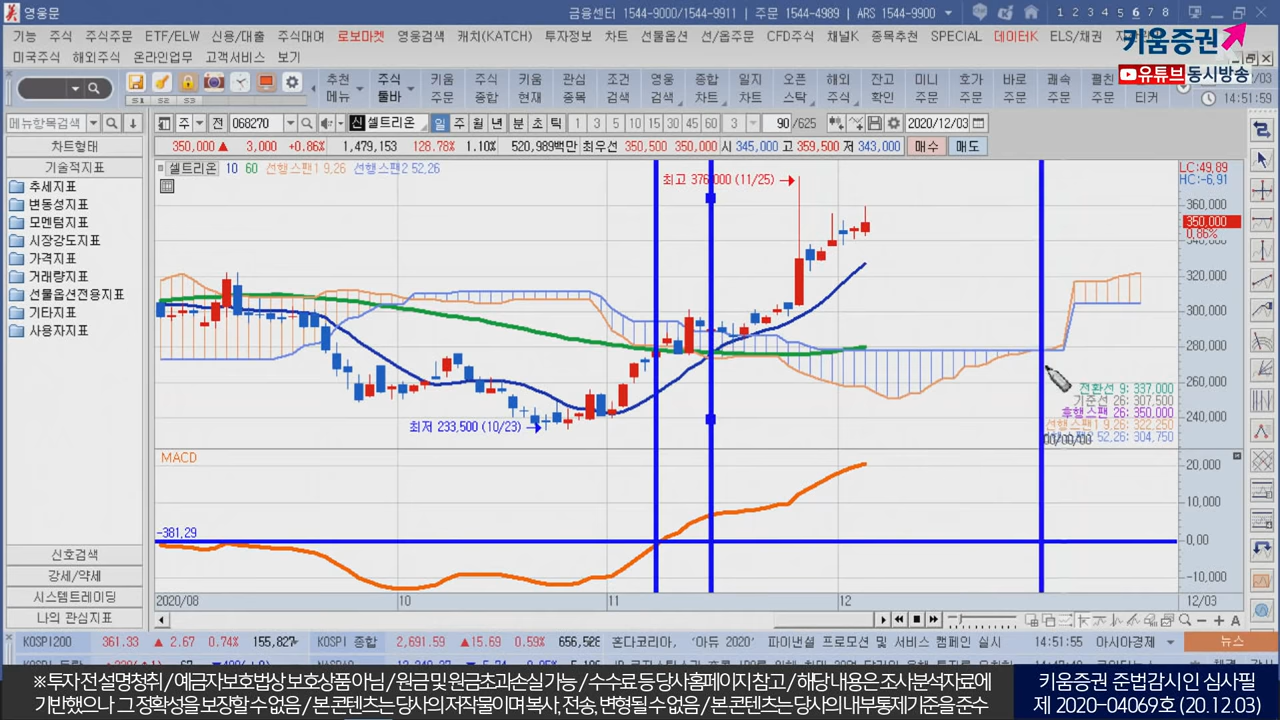 영웅문
금융센터 1544-9000/1544-9911 | 주문 1544-4989 | ARS 1544-9900
1 2 3 4 5 6 7 8
기능 주식 주식주문 ETF/ELW 신용/대출 주식대여 로보마켓 영웅검색 캐치(KATCH) 투자정보 차트 선물옵션 선/옵주문 CFD주식 채널K 종목추천 SPECIAL 데이터K ELS/채권
미국주식 해외주식 온라인업무 고객서비스 보기
키움증권
유튜브 동시방송
추천메뉴 주식툴바 키움주문 주식종합 키움현재 관심종목 조건검색 영웅검색 종합차트 일지차트 오픈스탁 해외주식 잔고확인 미니주문 호가주문 바로주문 쾌속주문 주문 티커
S1 S2 S3
14:51:59
메뉴항목검색
주 전 068270 신 셀트리온 일 주 월 년 분 초 틱 1 3 5 10 15 30 45 60 3 90 /625 2020/12/03
350,000 ▲ 3,000 +0.86% 1,479,153 128.78% 1.10% 520,989백만 최우선 350,500 350,000 시 345,000 고 359,500 저 343,000 매수 매도
차트형태
기술적지표
추세지표
변동성지표
모멘텀지표
시장강도지표
가격지표
거래량지표
선물옵션전용지표
기타지표
사용자지표
신호검색
강세/약세
시스템트레이딩
나의 관심지표
셀트리온 10 60 선행스팬1 9,26 선행스팬2 52,26
최고 376,000 (11/25)
최저 233,500 (10/23)
LC:49,89
HC:-6,91
360,000
350,000
0,86%
340,000
320,000
300,000
280,000
260,000
240,000
전환선 9: 337,000
기준선 26: 307,500
후행스팬 26: 350,000
선행스팬1 9,26: 322,250
52,26: 304,750
MACD
-381,29
20,000
10,000
0,00
-10,000
2020/08 10 11 12 12/03
KOSPI200 361.33 ▲ 2.67 0.74% 155,827 KOSPI 종합 2,691.59 ▲15.69 0.59% 656,526 혼다코리아, '아듀 2020' 파이낸셜 프로모션 및 서비스 캠페인 실시 14:51:55 아시아경제 뉴스
※ 투자 전 설명청취 / 예금자보호법상 보호상품 아님 / 원금 및 원금초과손실 가능 / 수수료 등 당사홈페이지 참고 / 해당 내용은 조사분석자료에
기반했으나 그 정확성을 보장할 수 없음 / 본 콘텐츠는 당사의 저작물이며 복사, 전송, 변형될 수 없음 / 본 콘텐츠는 당사의 내부통제기준을 준수
키움증권 준법감시인 심사필
제 2020-04069호 (20.12.03)